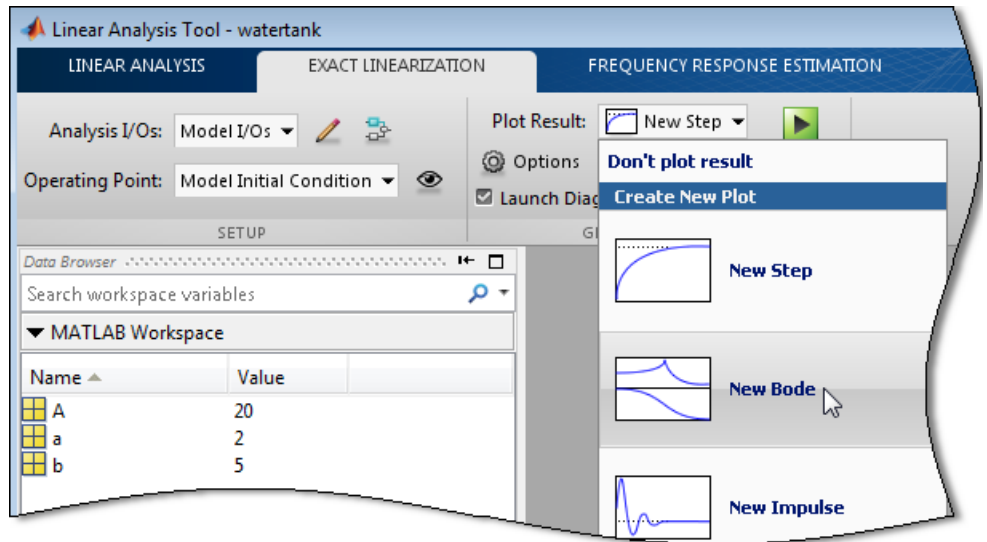 Linear Analysis Tool - watertank
LINEAR ANALYSIS EXACT LINEARIZATION FREQUENCY RESPONSE ESTIMATION
Analysis I/Os: Model I/Os Plot Result: New Step
Options Don't plot result
Operating Point: Model Initial Condition
Launch Diag Create New Plot
SETUP
Data Browser
New Step
Search workspace variables
MATLAB Workspace
Name Value
New Bode
A 20
a 2
b 5
New Impulse